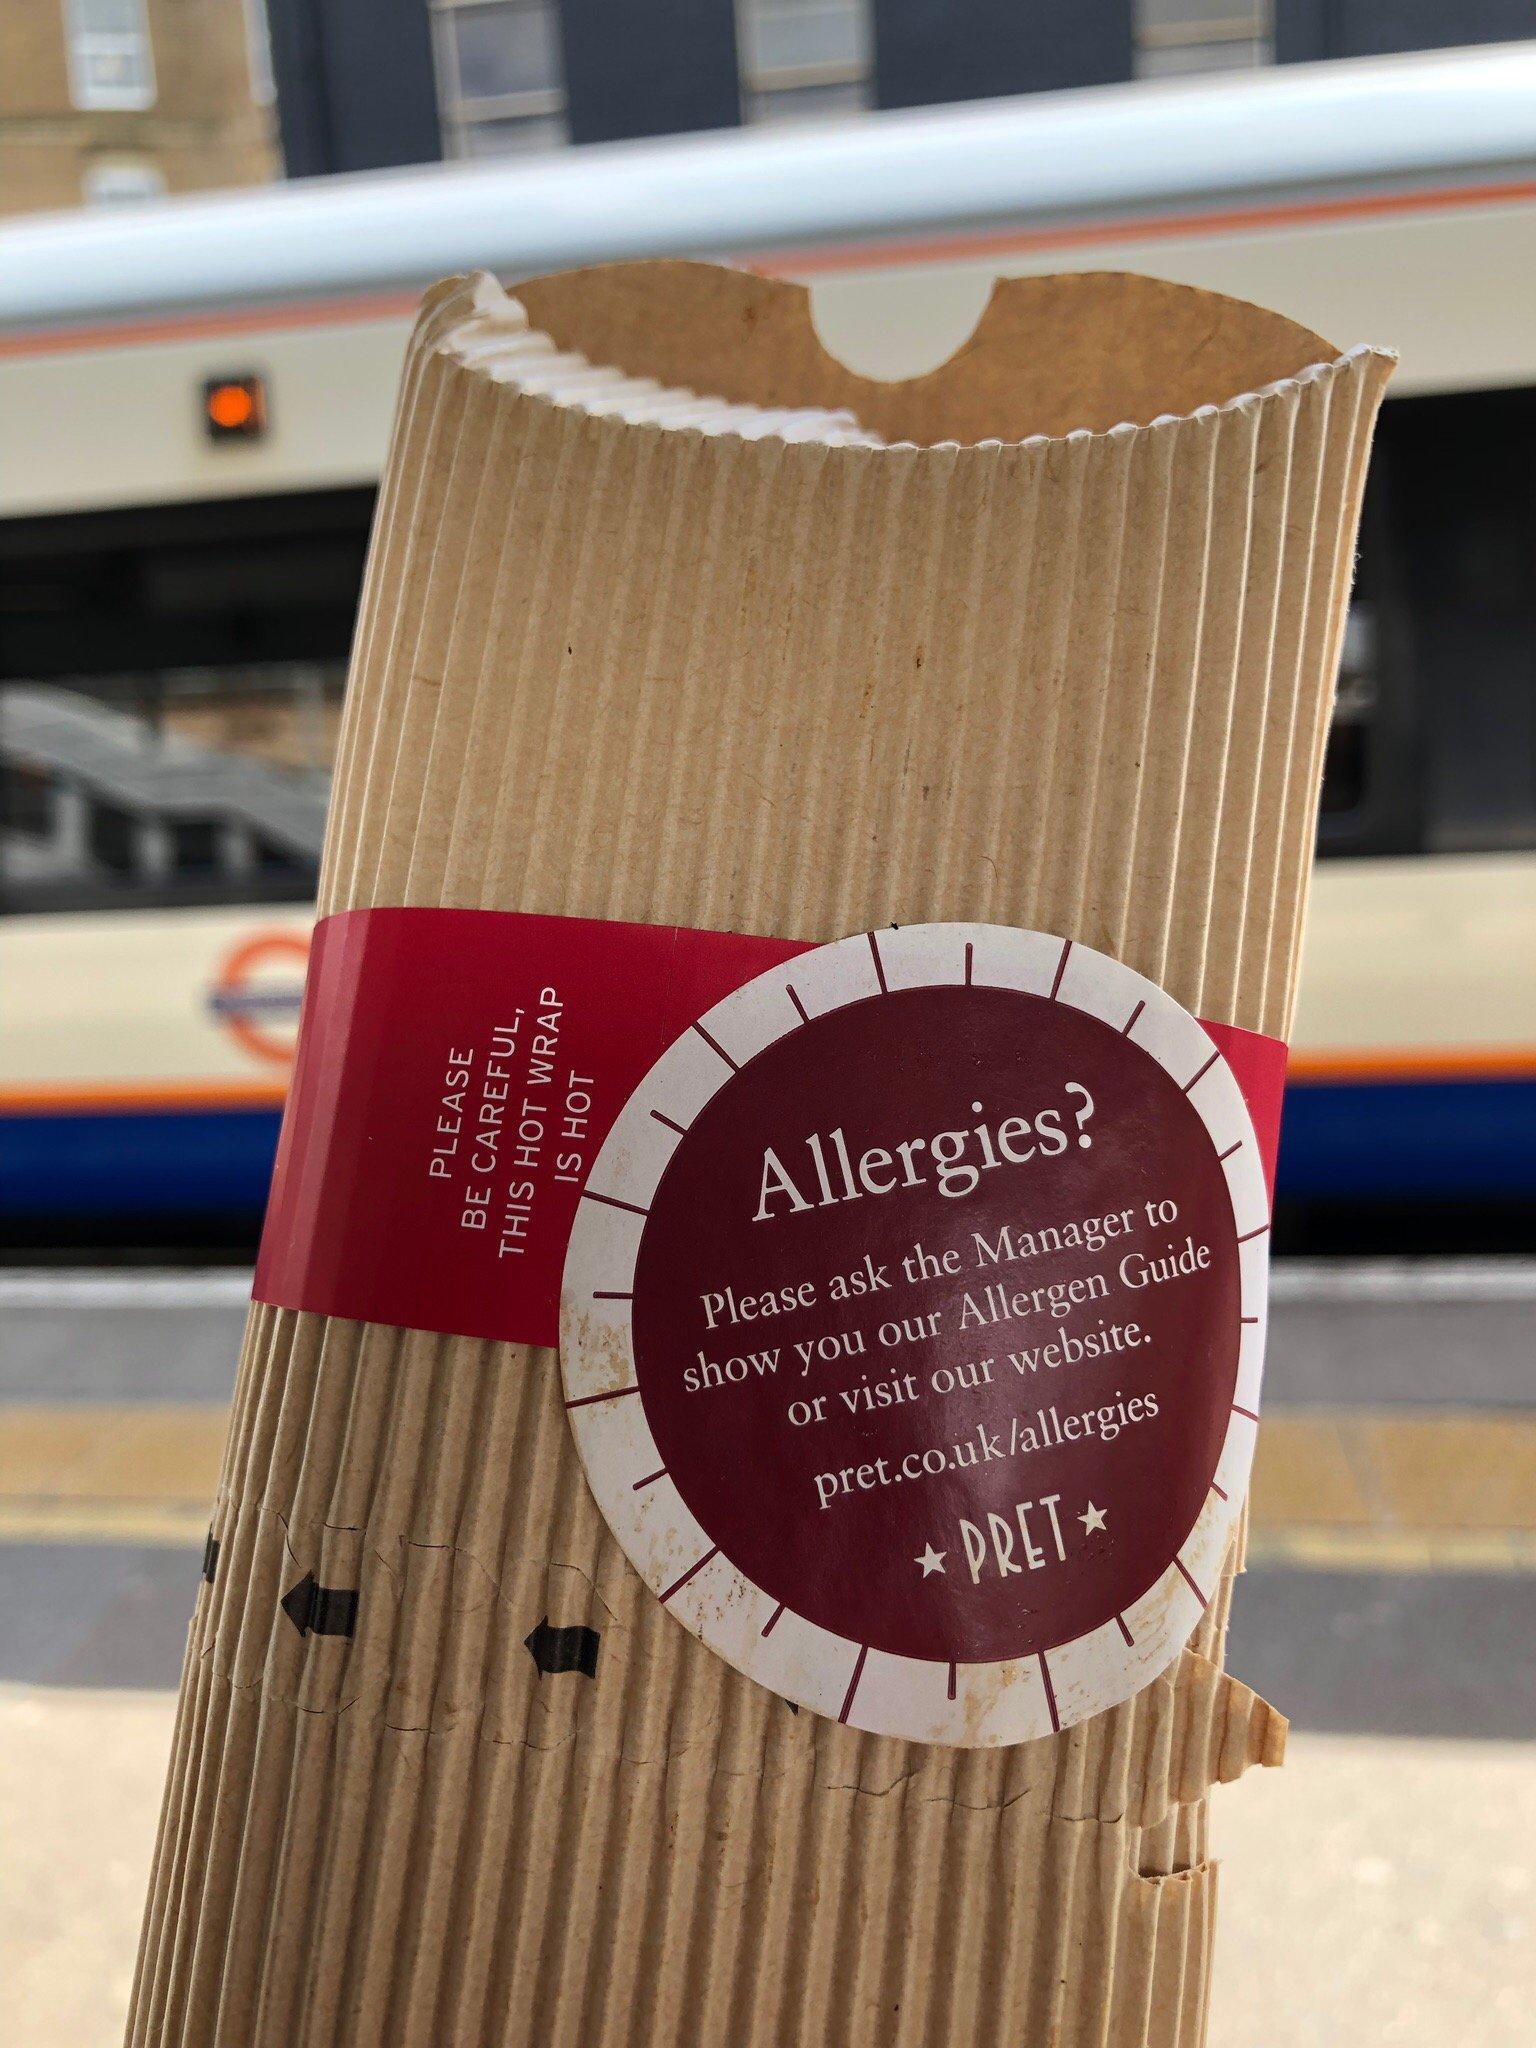 PLEASE
BE CAREFUL,
THIS HOT WRAP
IS HOT
Allergies?
Please ask the Manager to
show you our Allergen Guide
or visit our website.
pret.co.uk/allergies
★ PRET ★